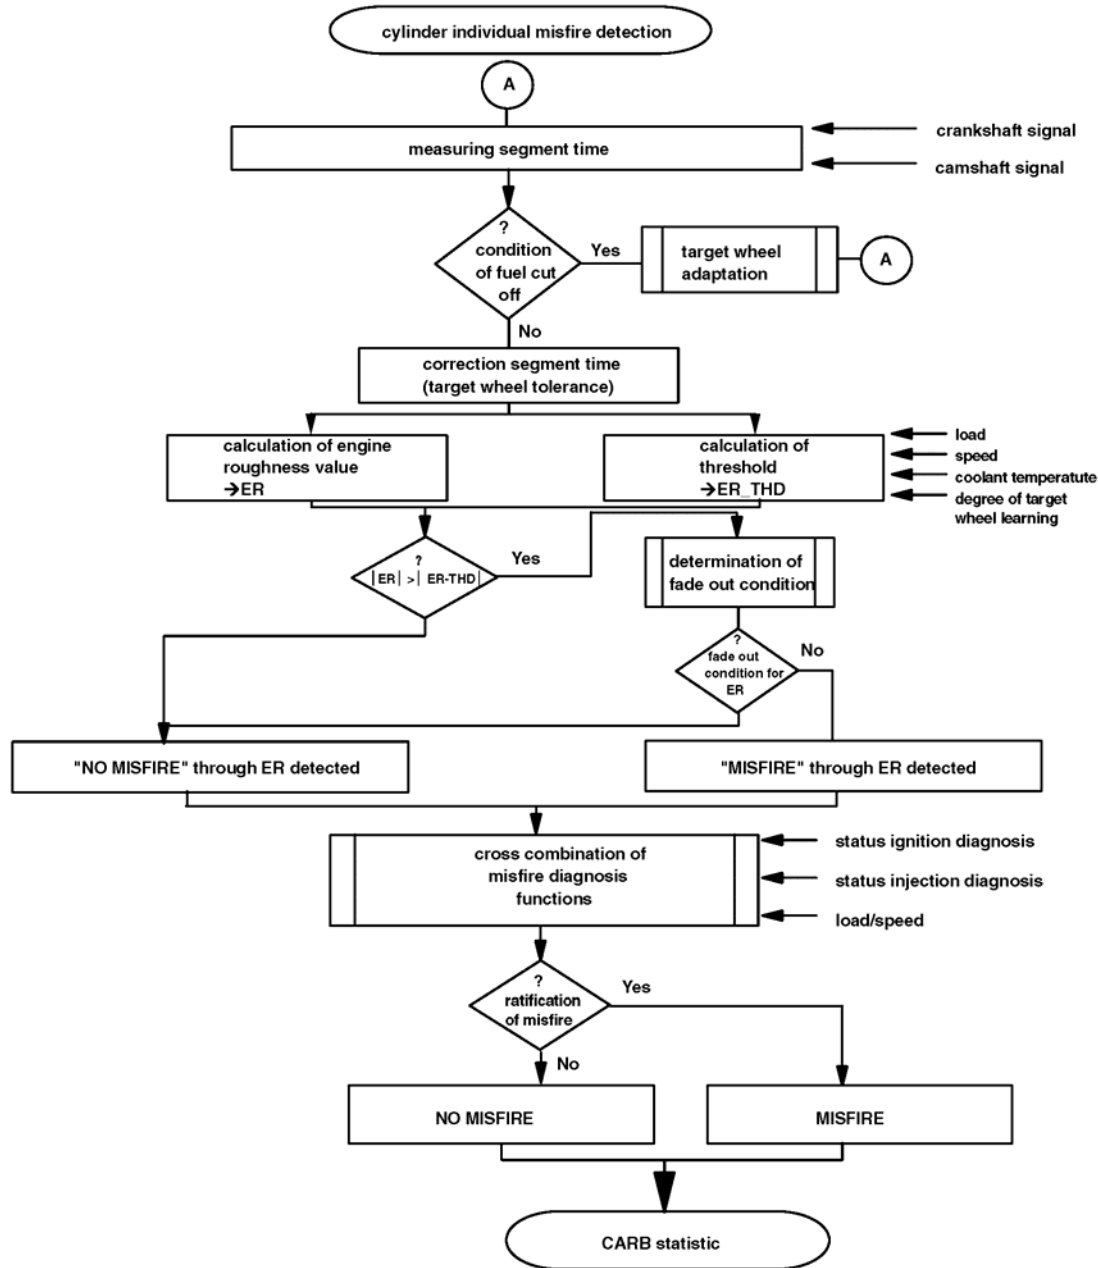 cylinder individual misfire detection
A
measuring segment time
crankshaft signal
camshaft signal
?
condition
of fuel cut
off
Yes
target wheel
adaptation
A
No
correction segment time
(target wheel tolerance)
calculation of engine
roughness value
→ER
calculation of
threshold
→ER_THD
load
speed
coolant temperatute
degree of target
wheel learning
?
|ER| >| ER-THD|
Yes
determination of
fade out condition
?
fade out
condition for
ER
No
"NO MISFIRE" through ER detected
"MISFIRE" through ER detected
cross combination of
misfire diagnosis
functions
status ignition diagnosis
status injection diagnosis
load/speed
?
ratification
of misfire
Yes
No
NO MISFIRE
MISFIRE
CARB statistic